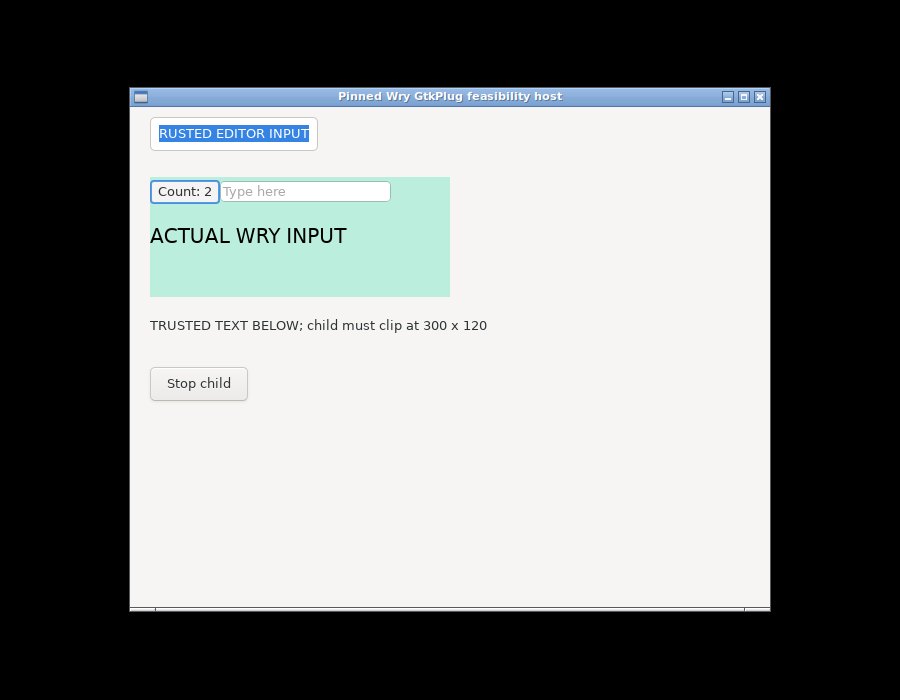 Pinned Wry GtkPlug feasibility host
RUSTED EDITOR INPUT
Count: 2 Type here
ACTUAL WRY INPUT
TRUSTED TEXT BELOW; child must clip at 300 x 120
Stop child